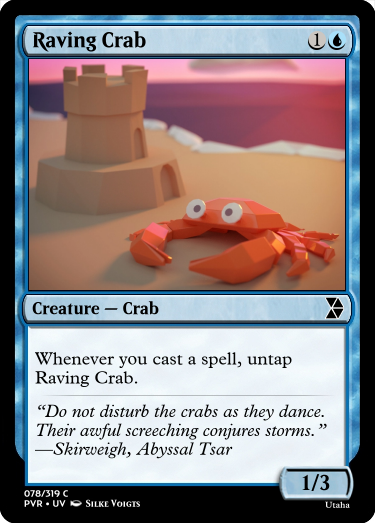 Raving Crab
1
Creature — Crab
Whenever you cast a spell, untap
Raving Crab.
“Do not disturb the crabs as they dance.
Their awful screeching conjures storms.”
—Skirweigh, Abyssal Tsar
1/3
078/319 C
PVR • UV Silke Voigts
Utaha